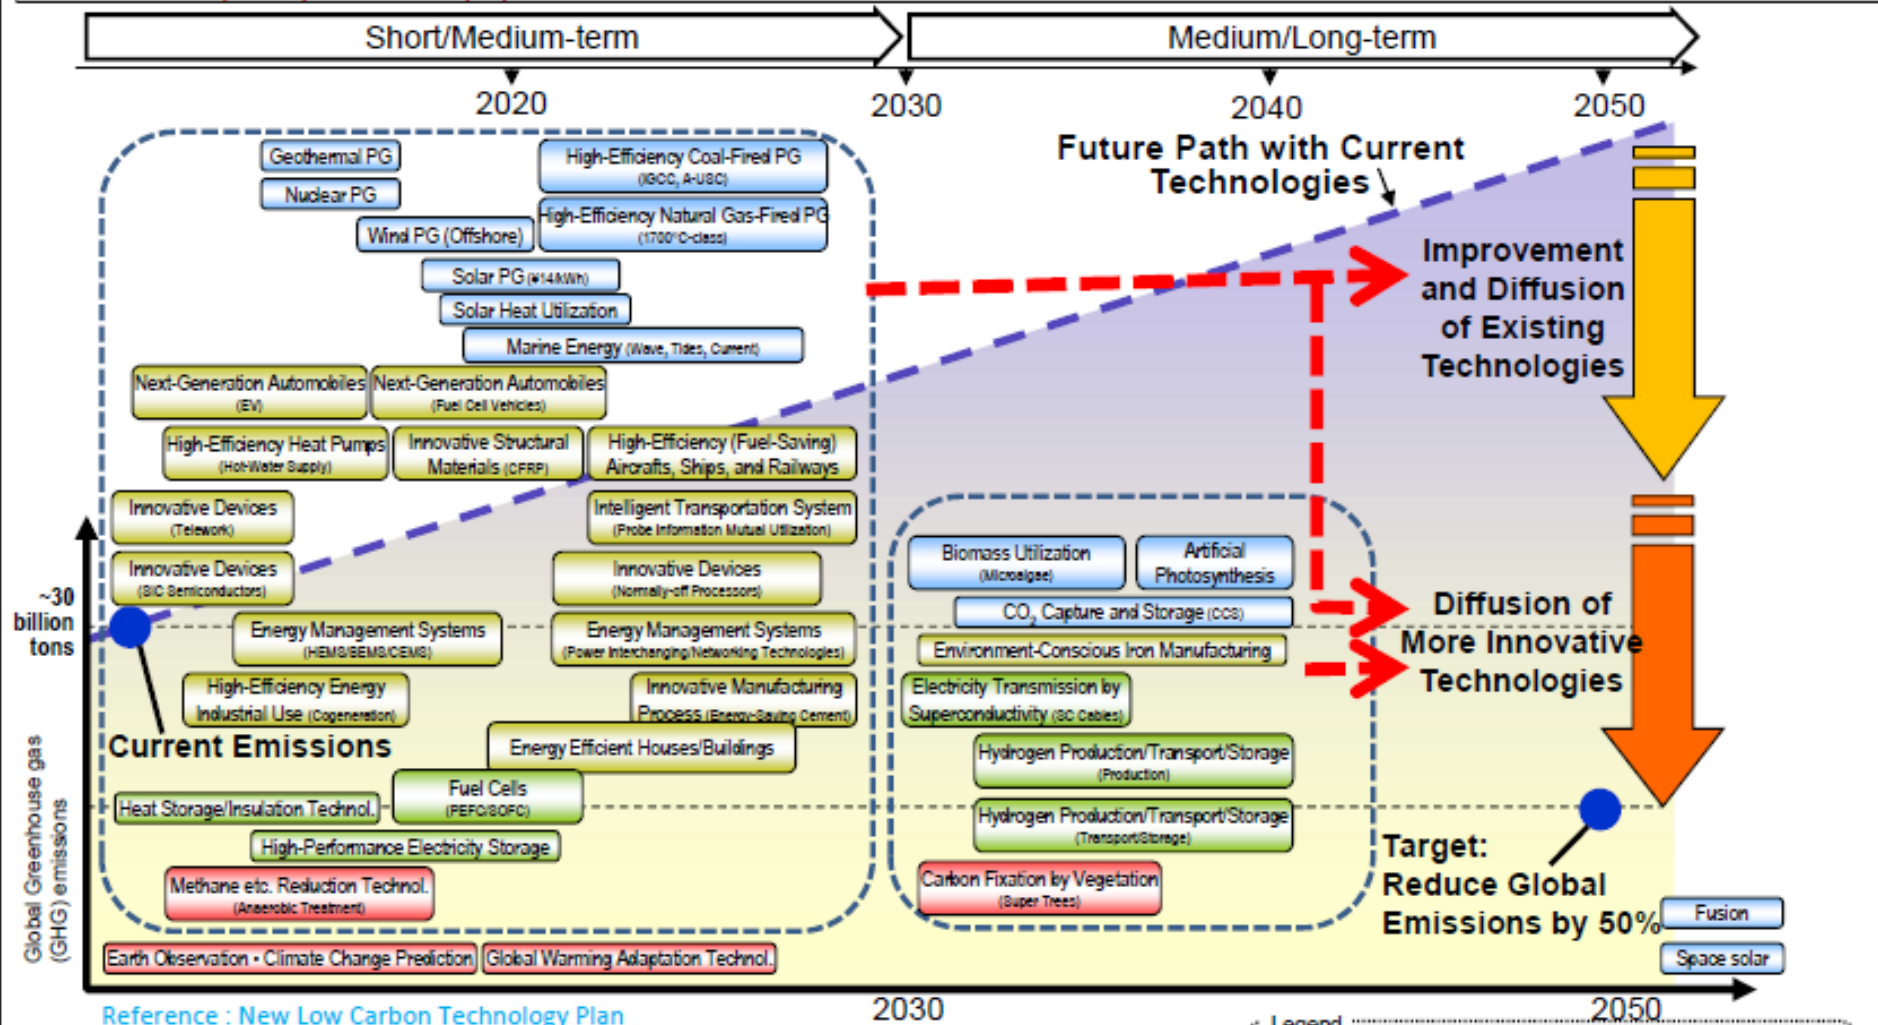 Short/Medium-term
Medium/Long-term
2020
2030
2040
2050
Geothermal PG
Nuclear PG
Wind PG (Offshore)
High-Efficiency Coal-Fired PG
(IGCC, A-USC)
High-Efficiency Natural Gas-Fired PG
(1700°C-class)
Solar PG (¥14/kWh)
Solar Heat Utilization
Marine Energy (Wave, Tides, Current)
Next-Generation Automobiles
(EV)
Next-Generation Automobiles
(Fuel Cell Vehicles)
High-Efficiency Heat Pumps
(Hot-Water Supply)
Innovative Structural
Materials (CFRP)
High-Efficiency (Fuel-Saving)
Aircrafts, Ships, and Railways
Innovative Devices
(Telework)
Intelligent Transportation System
(Probe Information Mutual Utilization)
Innovative Devices
(SiC Semiconductors)
Innovative Devices
(Normally-off Processors)
Energy Management Systems
(HEMS/BEMS/CEMS)
Energy Management Systems
(Power Interchanging/Networking Technologies)
High-Efficiency Energy
Industrial Use (Cogeneration)
Innovative Manufacturing
Process (Energy-Saving Cement)
Current Emissions
Energy Efficient Houses/Buildings
Fuel Cells
(PEFC/SOFC)
Heat Storage/Insulation Technol.
High-Performance Electricity Storage
Methane etc. Reduction Technol.
(Anaerobic Treatment)
Earth Observation・Climate Change Prediction
Global Warming Adaptation Technol.
~30
billion
tons
Global Greenhouse gas
(GHG) emissions
Future Path with Current
Technologies
Improvement
and Diffusion
of Existing
Technologies
Biomass Utilization
(Microalgae)
Artificial
Photosynthesis
CO₂ Capture and Storage (CCS)
Environment-Conscious Iron Manufacturing
Electricity Transmission by
Superconductivity (SC Cables)
Hydrogen Production/Transport/Storage
(Production)
Hydrogen Production/Transport/Storage
(Transport/Storage)
Carbon Fixation by Vegetation
(Super Trees)
Diffusion of
More Innovative
Technologies
Target:
Reduce Global
Emissions by 50%
Fusion
Space solar
2030
2050
Reference : New Low Carbon Technology Plan
Legend